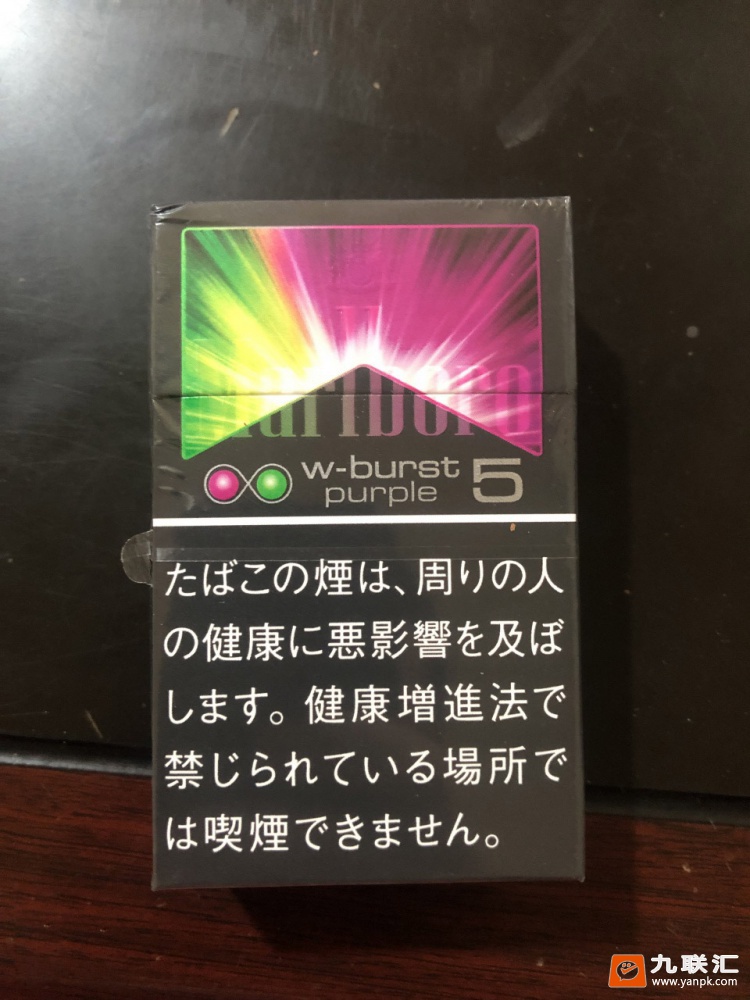 marlboro
w-burst
purple
5
たばこの煙は、周りの人
の健康に悪影響を及ぼ
します。健康増進法で
禁じられている場所で
は喫煙できません。
九联汇
www.yanpk.com